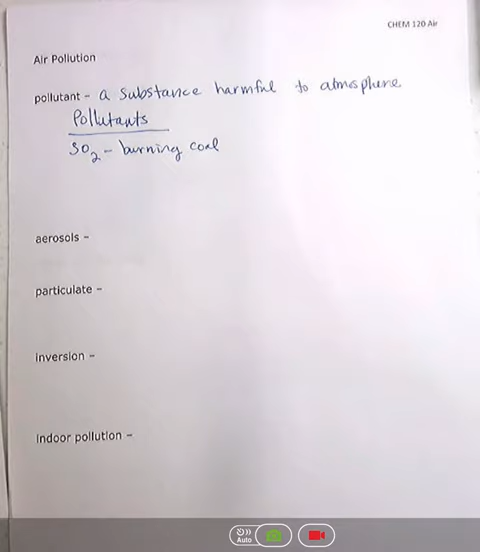 CHEM 120 Air
Air Pollution
pollutant – a substance harmful to atmosphere
Pollutants
SO2 – burning coal
aerosols –
particulate –
inversion –
indoor pollution –
Auto